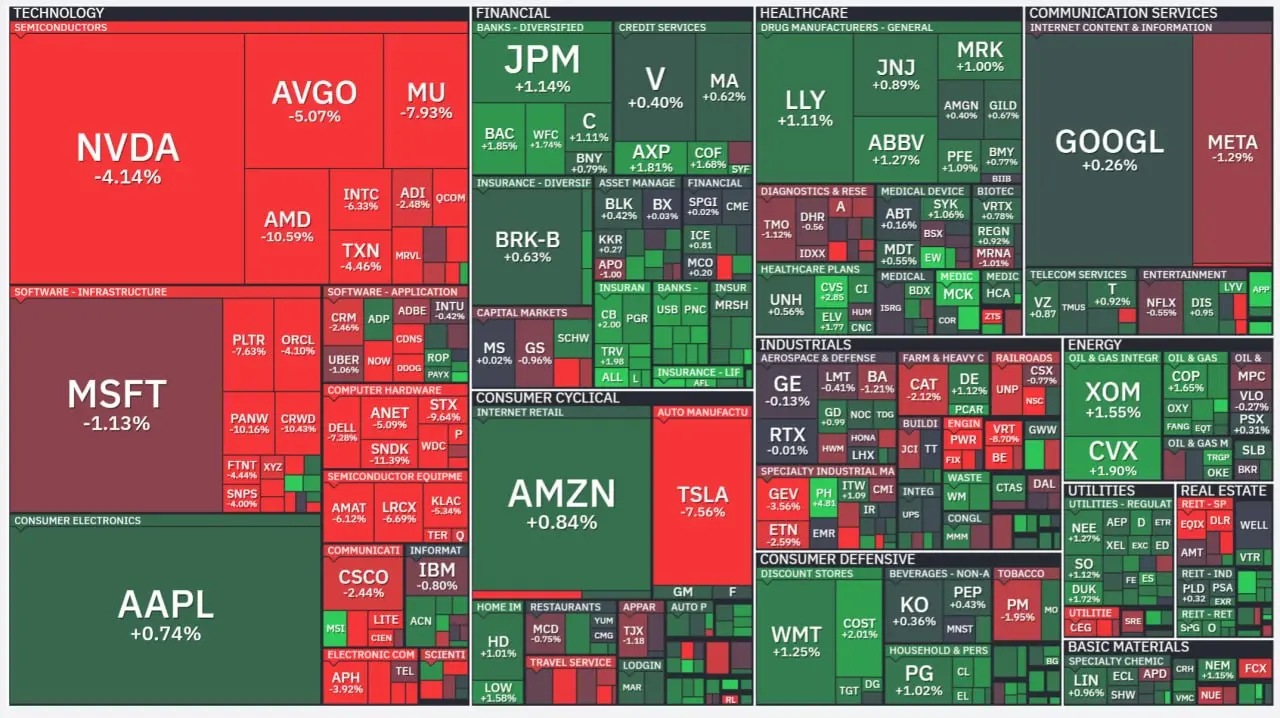 TECHNOLOGY
SEMICONDUCTORS
NVDA
-4.14%
AVGO
-5.07%
MU
-7.93%
AMD
-10.59%
INTC
-6.33%
ADI
-2.48%
QCOM
TXN
-4.46%
MRVL
SOFTWARE - INFRASTRUCTURE
MSFT
-1.13%
PLTR
-7.63%
ORCL
-4.10%
PANW
-10.16%
CRWD
-10.43%
FTNT
-4.44%
XYZ
SNPS
-4.00%
SOFTWARE - APPLICATION
CRM
-2.46%
ADP
ADBE
INTU
-0.42%
UBER
-1.06%
NOW
CDNS
DDOG
ROP
PAYX
COMPUTER HARDWARE
DELL
-7.28%
ANET
-5.09%
STX
-9.64%
SNDK
-11.39%
WDC
P
SEMICONDUCTOR EQUIPME
AMAT
-6.12%
LRCX
-6.69%
KLAC
-5.34%
TER
Q
CONSUMER ELECTRONICS
AAPL
+0.74%
COMMUNICATI
CSCO
-2.44%
MSI
LITE
CIEN
INFORMAT
IBM
-0.80%
ACN
ELECTRONIC COM
APH
-3.92%
TEL
SCIENTI
FINANCIAL
BANKS - DIVERSIFIED
JPM
+1.14%
BAC
+1.85%
WFC
+1.74%
C
+1.11%
BNY
+0.79%
CREDIT SERVICES
V
+0.40%
MA
+0.62%
AXP
+1.81%
COF
+1.68%
SYF
INSURANCE - DIVERSIF
BRK-B
+0.63%
ASSET MANAGE
BLK
+0.42%
BX
+0.03%
KKR
+0.27
APO
-1.00
FINANCIAL
SPGI
+0.02%
CME
ICE
+0.81
MCO
+0.20
CAPITAL MARKETS
MS
+0.02%
GS
-0.96%
SCHW
INSURAN
CB
+2.00
PGR
TRV
+1.98
ALL
L
BANKS -
USB
PNC
INSUR
MRSH
INSURANCE - LIF
AFL
CONSUMER CYCLICAL
INTERNET RETAIL
AMZN
+0.84%
AUTO MANUFACTU
TSLA
-7.56%
GM
F
HOME IM
HD
+1.01%
LOW
+1.58%
RESTAURANTS
MCD
-0.75%
YUM
CMG
TRAVEL SERVICE
APPAR
TJX
-1.18
LODGIN
MAR
AUTO P
RL
HEALTHCARE
DRUG MANUFACTURERS - GENERAL
LLY
+1.11%
JNJ
+0.89%
MRK
+1.00%
ABBV
+1.27%
AMGN
+0.40%
GILD
+0.67%
PFE
+1.09%
BMY
+0.77%
BIIB
DIAGNOSTICS & RESE
TMO
-1.12%
DHR
-0.56
A
IDXX
MEDICAL DEVICE
ABT
+0.16%
SYK
+1.06%
BSX
MDT
+0.55%
EW
BIOTEC
VRTX
+0.78%
REGN
+0.92%
MRNA
-1.01%
HEALTHCARE PLANS
UNH
+0.56%
CVS
+2.85
CI
ELV
+1.77
HUM
CNC
MEDICAL
ISRG
BDX
MEDIC
MCK
COR
MEDIC
HCA
ZTS
COMMUNICATION SERVICES
INTERNET CONTENT & INFORMATION
GOOGL
+0.26%
META
-1.29%
TELECOM SERVICES
VZ
+0.87
TMUS
T
+0.92%
ENTERTAINMENT
NFLX
-0.55%
DIS
+0.95
LYV
APP
INDUSTRIALS
AEROSPACE & DEFENSE
GE
-0.13%
LMT
-0.41%
BA
-1.21%
RTX
-0.01%
GD
+0.99
NOC
TDG
HWM
HONA
LHX
FARM & HEAVY C
CAT
-2.12%
DE
+1.12%
PCAR
RAILROADS
UNP
CSX
-0.77%
NSC
BUILDI
JCI
TT
ENGIN
PWR
FIX
VRT
-8.70%
BE
GWW
SPECIALTY INDUSTRIAL MA
GEV
-3.56%
PH
+4.81
ITW
+1.09
CMI
ETN
-2.59%
EMR
IR
INTEG
UPS
WASTE
WM
CTAS
DAL
CONGL
MMM
CONSUMER DEFENSIVE
DISCOUNT STORES
WMT
+1.25%
COST
+2.01%
TGT
DG
BEVERAGES - NON-A
KO
+0.36%
PEP
+0.43%
MNST
TOBACCO
PM
-1.95%
MO
HOUSEHOLD & PERS
PG
+1.02%
CL
EL
BG
ENERGY
OIL & GAS INTEGR
XOM
+1.55%
CVX
+1.90%
OIL & GAS
COP
+1.65%
OXY
FANG
EQT
OIL &
MPC
VLO
-0.27%
PSX
+0.31%
OIL & GAS M
TRGP
OKE
SLB
BKR
UTILITIES
UTILITIES - REGULAT
NEE
+1.27%
AEP
D
ETR
XEL
EXC
ED
SO
+1.12%
FE
ES
DUK
+1.72%
UTILITIE
CEG
SRE
REAL ESTATE
REIT - SP
EQIX
DLR
AMT
WELL
VTR
REIT - IND
PLD
+0.32
PSA
EXR
REIT - RET
SPG
O
BASIC MATERIALS
SPECIALTY CHEMIC
LIN
+0.96%
ECL
APD
SHW
CRH
VMC
NEM
+1.15%
NUE
FCX